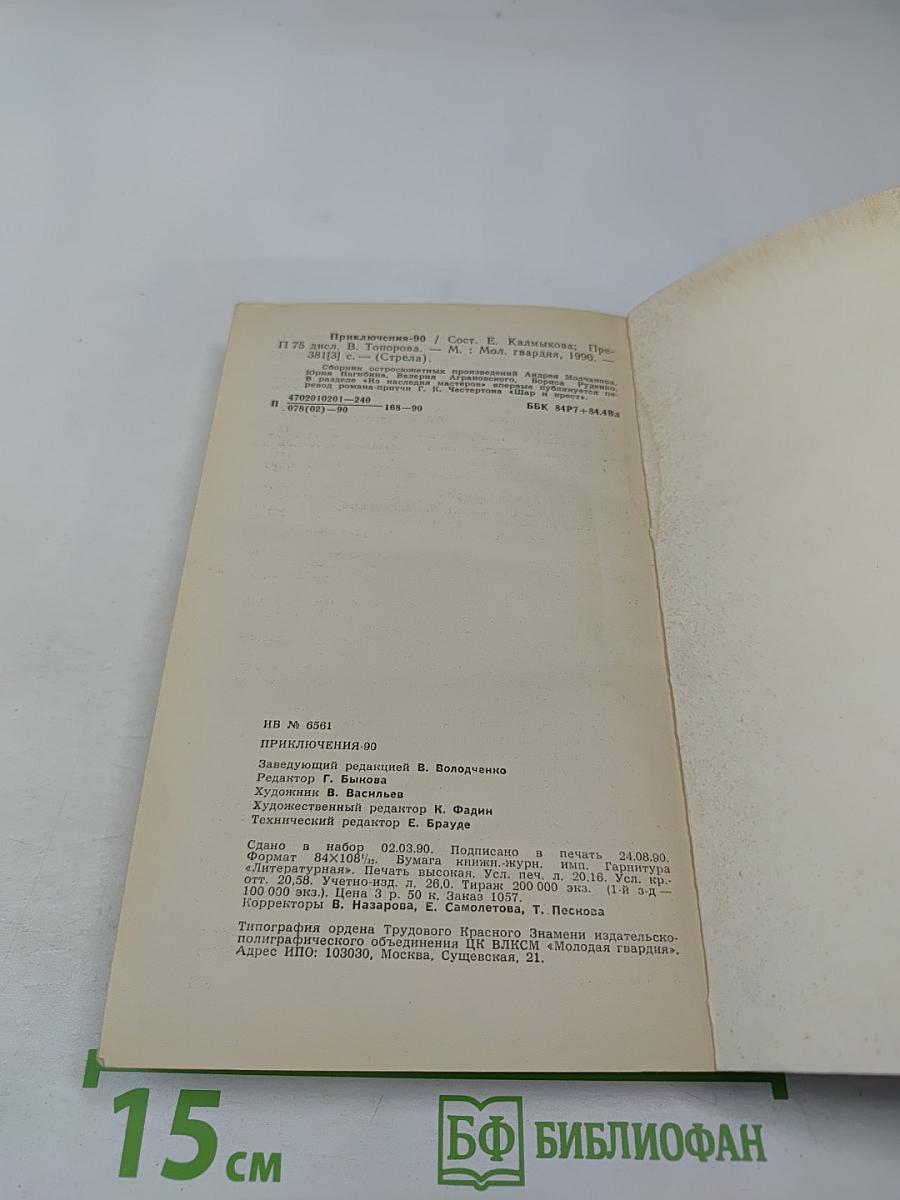 Приключения-90 / Сост. Е. Калмыкова; Пре-
П 75 дисл. В. Топорова. — М. : Мол. гвардия, 1990. —
381[3] с. — (Стрела).
Сборник остросюжетных произведений Андрея Молчанова,
Юрия Нагибина, Валерия Аграновского, Бориса Руденко.
В разделе «Из наследия мастеров» впервые публикуется пе-
ревод романа-притчи Г. К. Честертона «Шар и крест».
П 4702010201—240
078(02)—90 168—90 ББК 84Р7+84.4Вл
ИВ № 6561
ПРИКЛЮЧЕНИЯ-90
Заведующий редакцией В. Володченко
Редактор Г. Быкова
Художник В. Васильев
Художественный редактор К. Фадин
Технический редактор Е. Брауде
Сдано в набор 02.03.90. Подписано в печать 24.08.90.
Формат 84×108¹/₃₂. Бумага книжн.-журн. имп. Гарнитура
«Литературная». Печать высокая. Усл. печ. л. 20,16. Усл. кр.-
отт. 20,58. Учетно-изд. л. 26,0. Тираж 200 000 экз. (1-й з-д —
100 000 экз.). Цена 3 р. 50 к. Заказ 1057.
Корректоры В. Назарова, Е. Самолетова, Т. Пескова
Типография ордена Трудового Красного Знамени издательско-
полиграфического объединения ЦК ВЛКСМ «Молодая гвардия».
Адрес ИПО: 103030, Москва, Сущевская, 21.
15 см
БФ БИБЛИОФАН